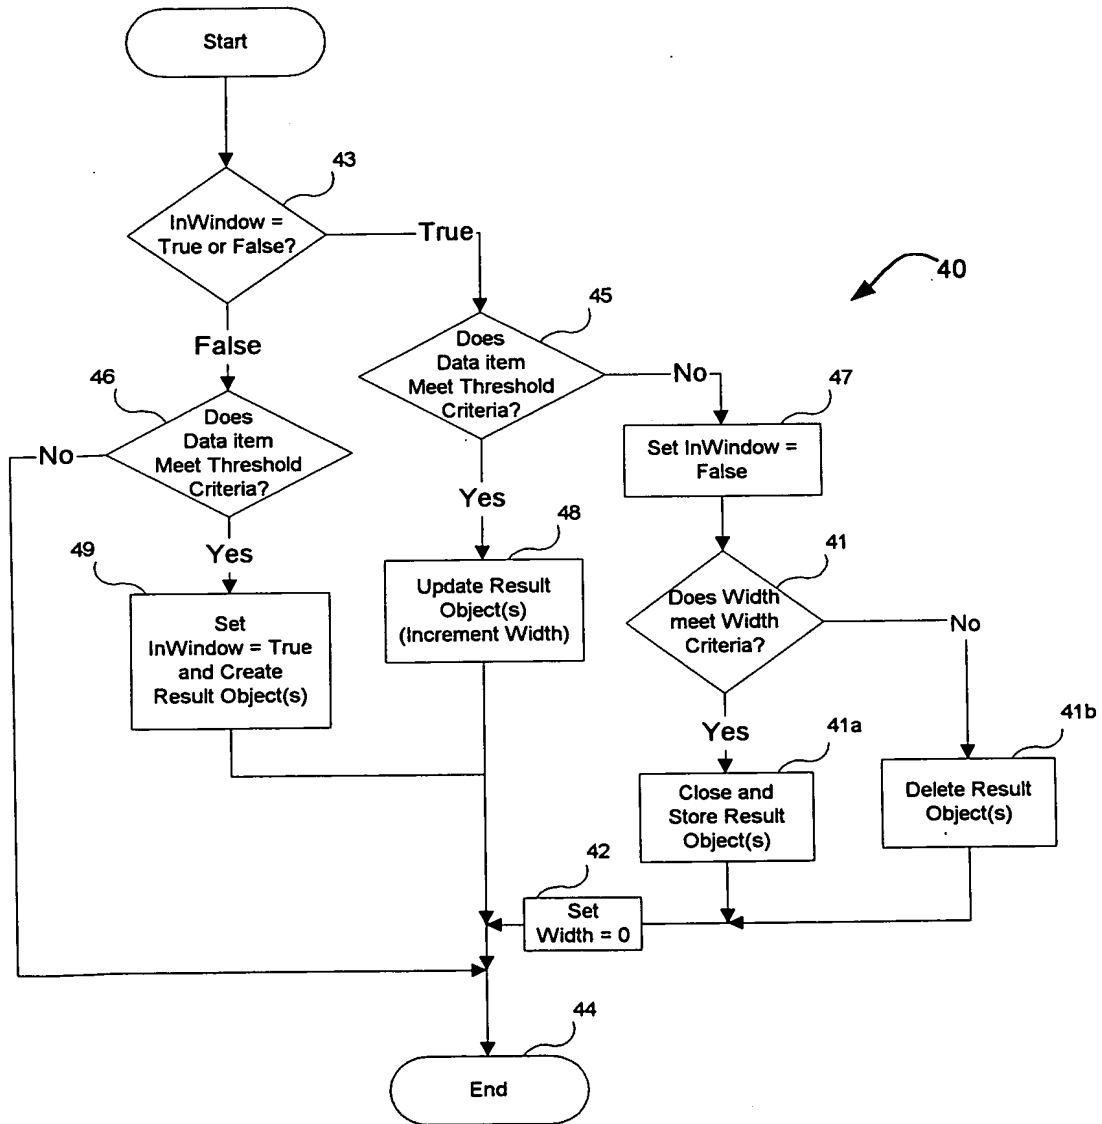 Start
43
InWindow =
True or False?
True
40
False
45
Does
Data item
Meet Threshold
Criteria?
No
47
Set InWindow =
False
46
Does
Data item
Meet Threshold
Criteria?
No
Yes
Yes
49
Set
InWindow = True
and Create
Result Object(s)
48
Update Result
Object(s)
(Increment Width)
41
Does Width
meet Width
Criteria?
No
Yes
41a
Close and
Store Result
Object(s)
41b
Delete Result
Object(s)
42
Set
Width = 0
44
End